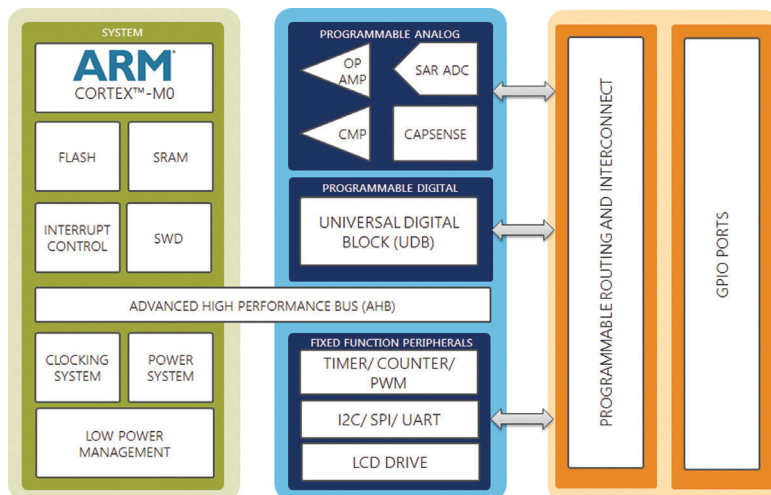 SYSTEM
ARM®
CORTEX™-M0
FLASH
SRAM
INTERRUPT
CONTROL
SWD
ADVANCED HIGH PERFORMANCE BUS (AHB)
CLOCKING
SYSTEM
POWER
SYSTEM
LOW POWER
MANAGEMENT
PROGRAMMABLE ANALOG
OP
AMP
SAR ADC
CMP
CAPSENSE
PROGRAMMABLE DIGITAL
UNIVERSAL DIGITAL
BLOCK (UDB)
FIXED FUNCTION PERIPHERALS
TIMER/ COUNTER/
PWM
I2C/ SPI/ UART
LCD DRIVE
PROGRAMMABLE ROUTING AND INTERCONNECT
GPIO PORTS